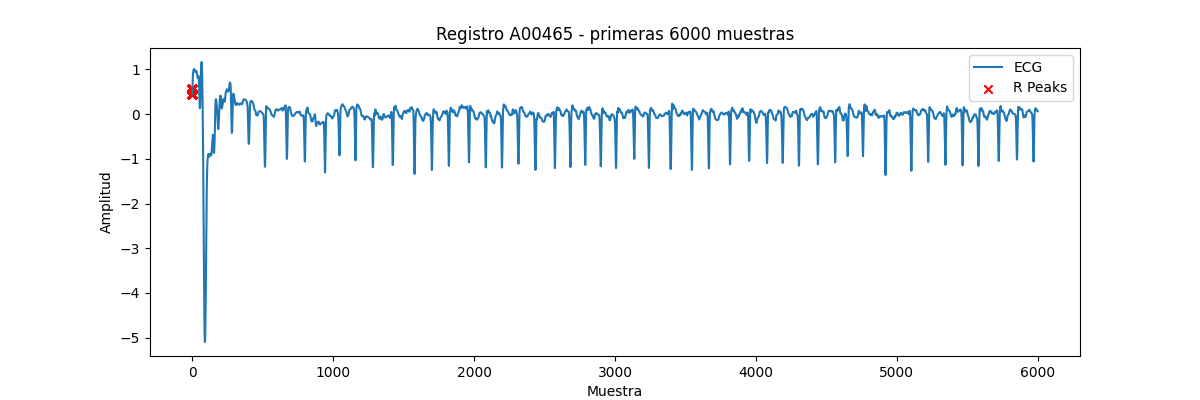 Registro A00465 - primeras 6000 muestras
ECG
R Peaks
Amplitud
1
0
−1
−2
−3
−4
−5
0 1000 2000 3000 4000 5000 6000
Muestra